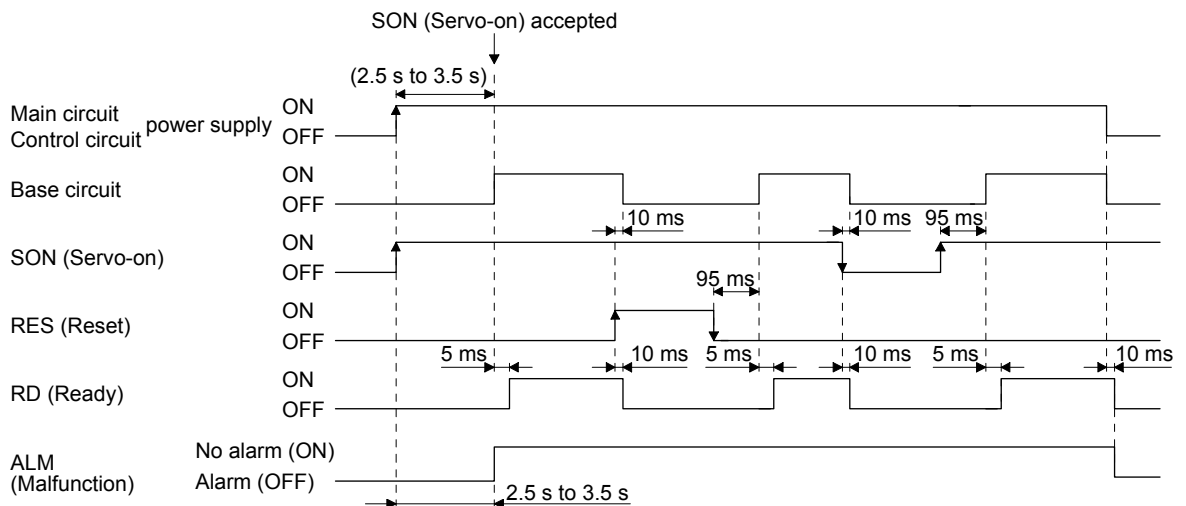 SON (Servo-on) accepted
(2.5 s to 3.5 s)
Main circuit
Control circuit
power supply
ON
OFF
Base circuit
ON
OFF
10 ms
10 ms
95 ms
SON (Servo-on)
ON
OFF
95 ms
RES (Reset)
ON
OFF
5 ms
10 ms
5 ms
10 ms
5 ms
10 ms
RD (Ready)
ON
OFF
ALM
(Malfunction)
No alarm (ON)
Alarm (OFF)
2.5 s to 3.5 s